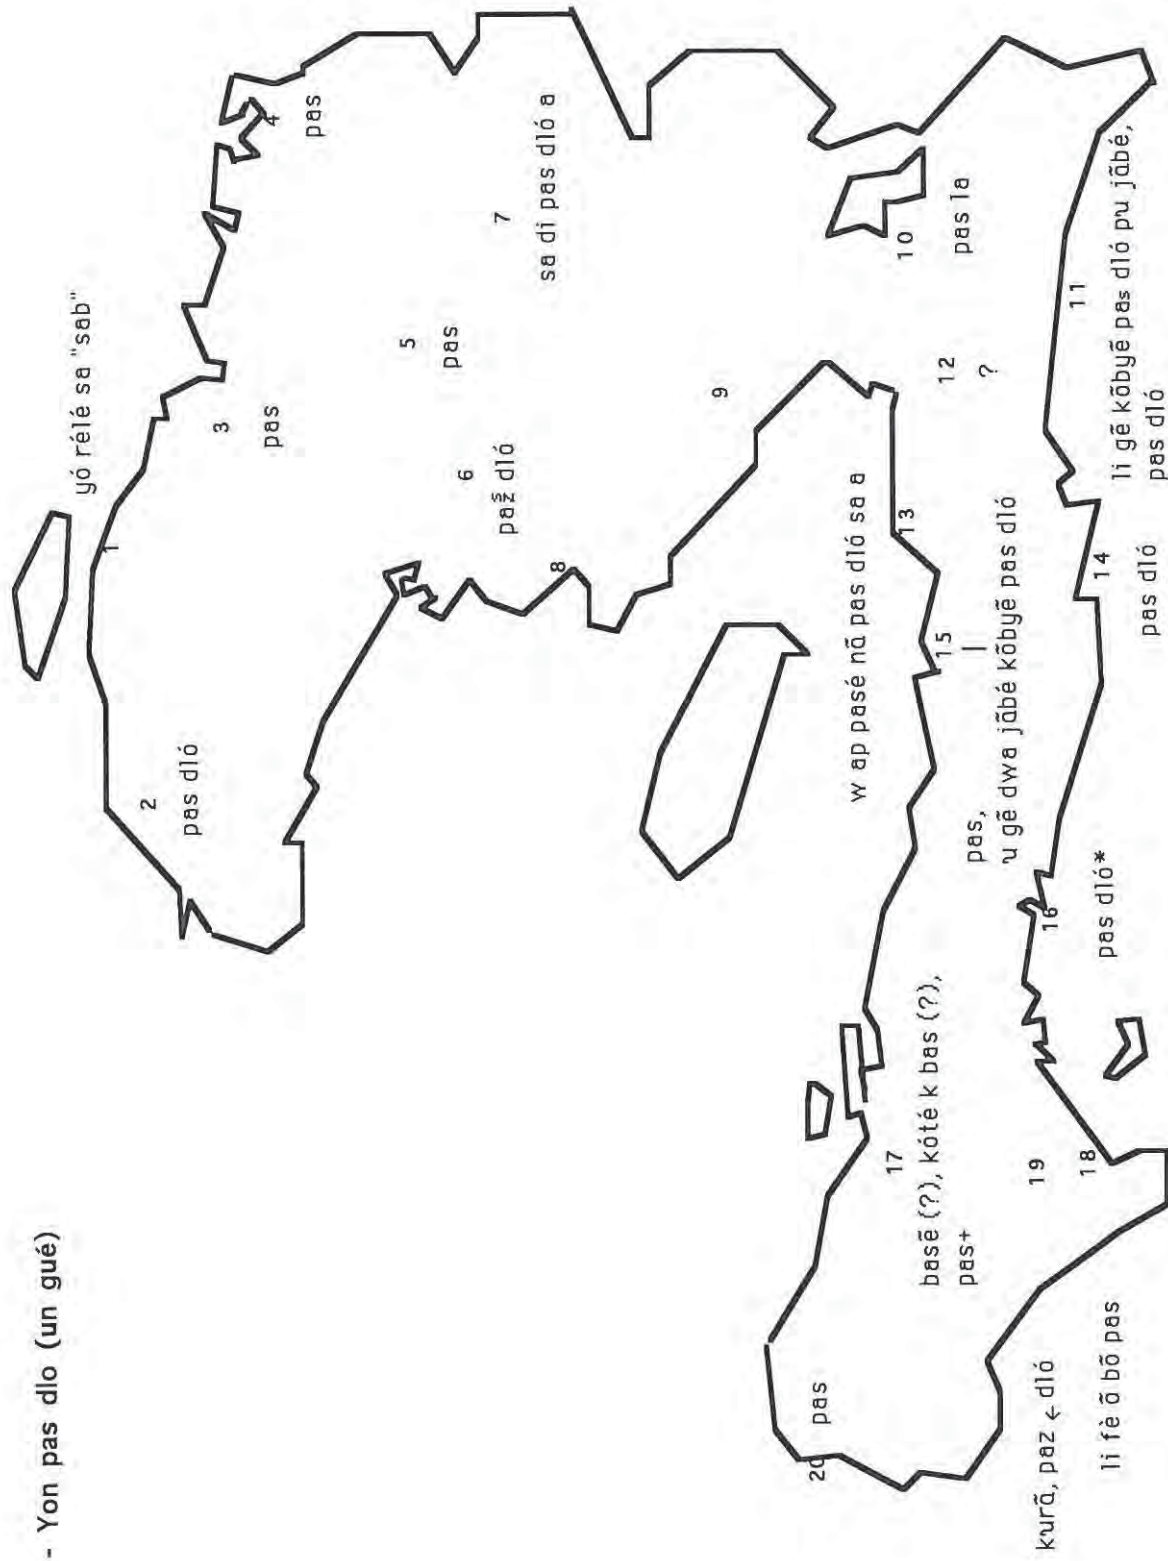 - Yon pas dlo (un gué)
yó rélé sa "sab"
1
2
pas dló
3
pas
4
pas
5
pas
6
paž dló
7
sa di pas dló a
8
9
10
pas la
11
li gẽ kõbyẽ pas dló pu jãbé,
pas dló
12
?
13
w ap pasé nã pas dló sa a
14
pas dló
15
|
pas,
'u gẽ dwa jãbé kõbyẽ pas dló
16
pas dló*
17
basẽ (?), kóté k bas (?),
pas+
18
19
kurã, paz ← dló
li fè õ bõ pas
20
pas